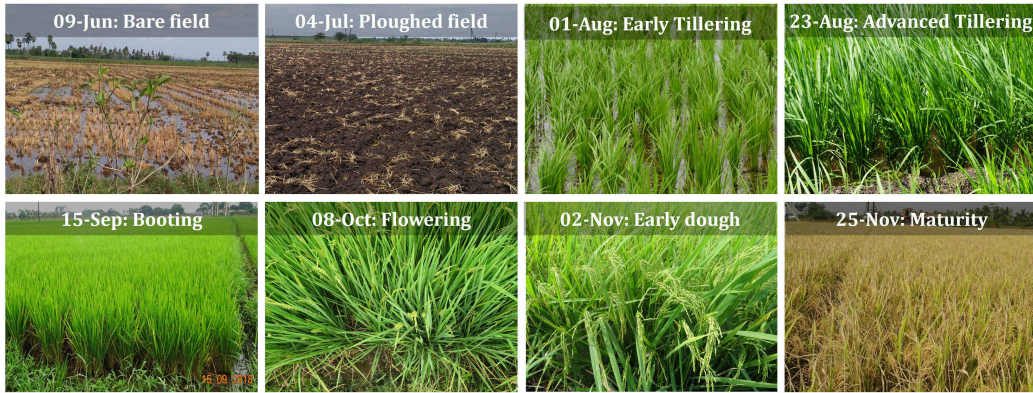 09-Jun: Bare field
04-Jul: Ploughed field
01-Aug: Early Tillering
23-Aug: Advanced Tillering
15-Sep: Booting
08-Oct: Flowering
02-Nov: Early dough
25-Nov: Maturity
15 09 2018